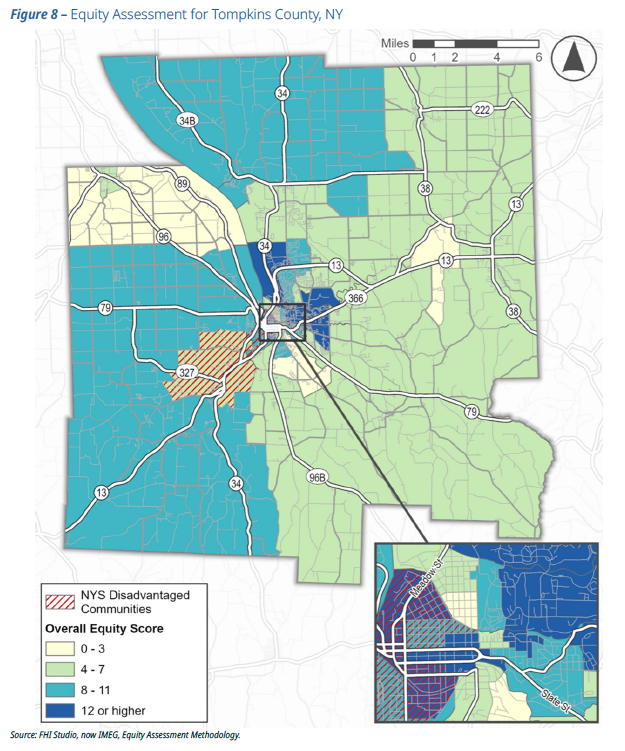 Figure 8 – Equity Assessment for Tompkins County, NY
Miles
0 1 2 4 6
34
222
34B
89
38
13
96
34
13
13
366
79
38
327
79
96B
34
13
Meadow St
State St
NYS Disadvantaged
Communities
Overall Equity Score
0 - 3
4 - 7
8 - 11
12 or higher
Source: FHI Studio, now IMEG, Equity Assessment Methodology.